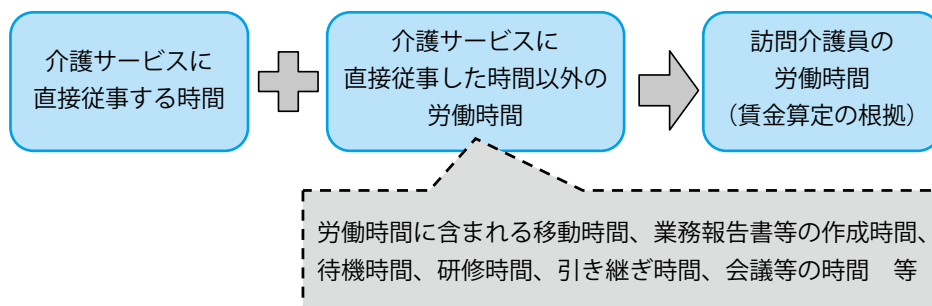 介護サービスに
直接従事する時間
介護サービスに
直接従事した時間以外の
労働時間
訪問介護員の
労働時間
（賃金算定の根拠）
労働時間に含まれる移動時間、業務報告書等の作成時間、
待機時間、研修時間、引き継ぎ時間、会議等の時間　等